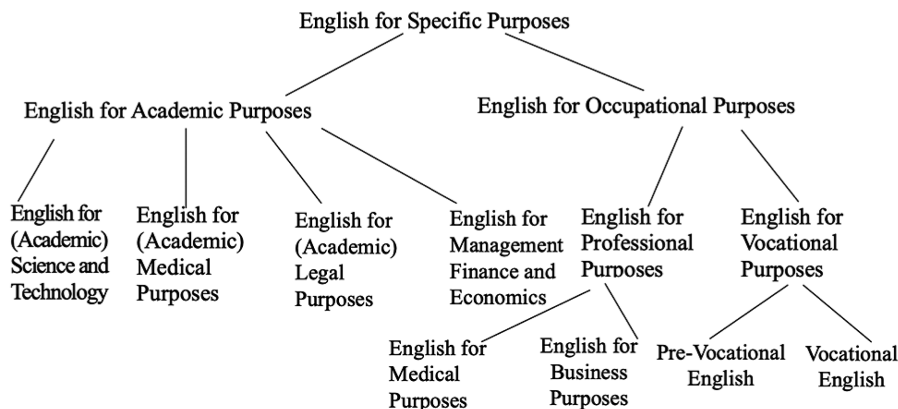 English for Specific Purposes
English for Academic Purposes
English for Occupational Purposes
English for
(Academic)
Science and
Technology
English for
(Academic)
Medical
Purposes
English for
(Academic)
Legal
Purposes
English for
Management
Finance and
Economics
English for
Professional
Purposes
English for
Vocational
Purposes
English for
Medical
Purposes
English for
Business
Purposes
Pre-Vocational
English
Vocational
English